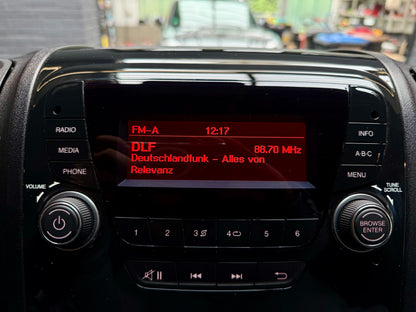 FM-A 12:17
DLF 88.70 MHz
Deutschlandfunk - Alles von
Relevanz
RADIO
MEDIA
PHONE
VOLUME
INFO
A-B-C
MENU
TUNE
SCROLL
BROWSE
ENTER
1 2 3 4 5 6